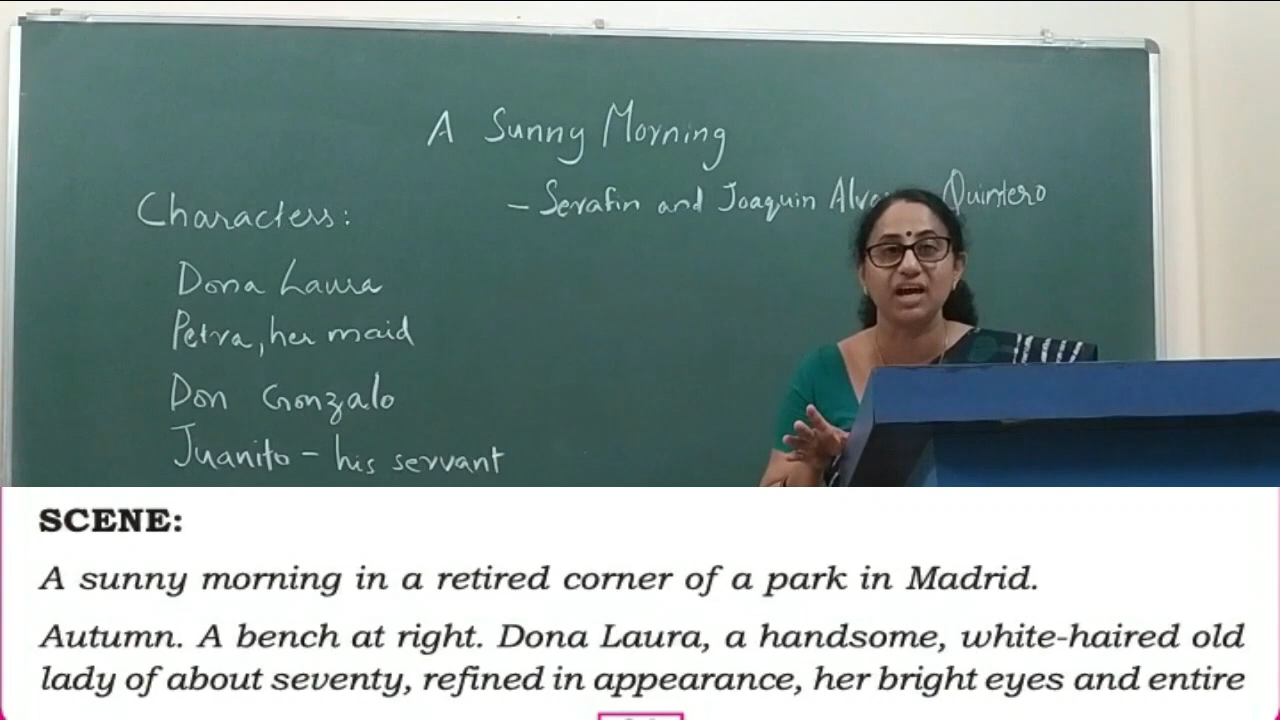 A Sunny Morning
- Serafin and Joaquin Quintero
Characters:
Dona Laura
Petra, her maid
Don Gonzalo
Juanito - his servant
SCENE:
A sunny morning in a retired corner of a park in Madrid.
Autumn. A bench at right. Dona Laura, a handsome, white-haired old
lady of about seventy, refined in appearance, her bright eyes and entire